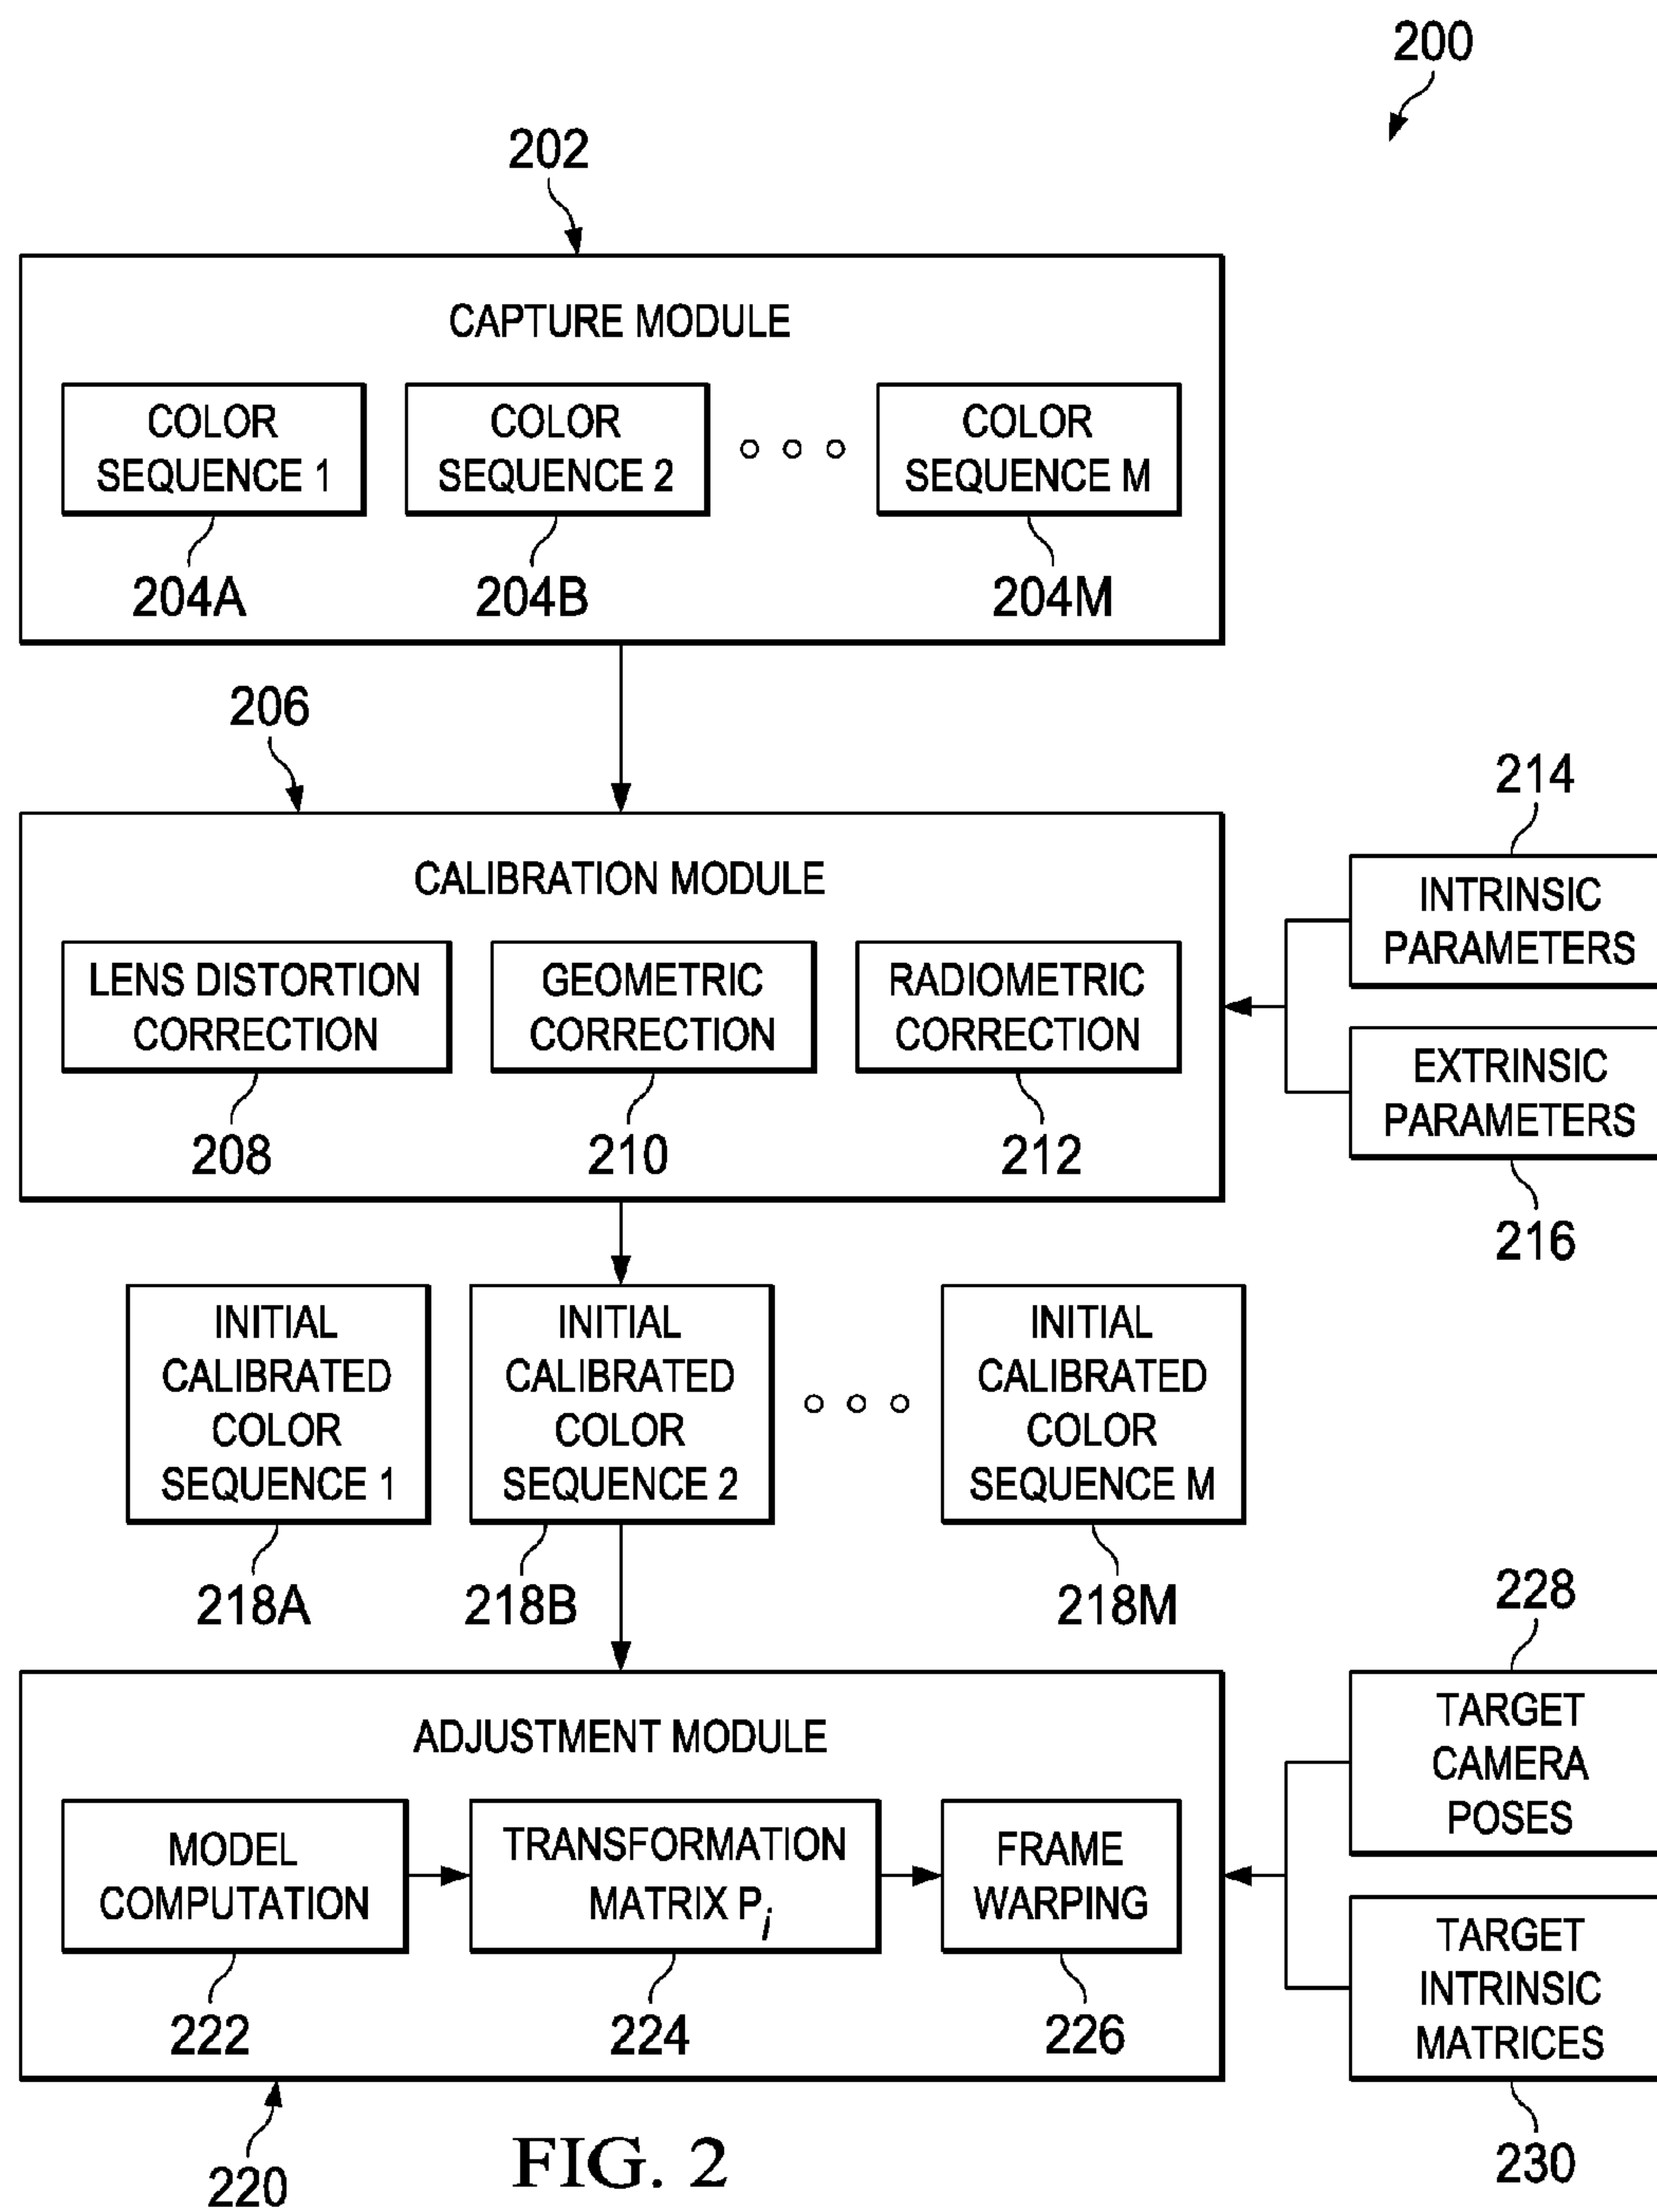 200
202
CAPTURE MODULE
COLOR
SEQUENCE 1
COLOR
SEQUENCE 2
COLOR
SEQUENCE M
204A
204B
204M
206
CALIBRATION MODULE
LENS DISTORTION
CORRECTION
GEOMETRIC
CORRECTION
RADIOMETRIC
CORRECTION
208
210
212
214
INTRINSIC
PARAMETERS
EXTRINSIC
PARAMETERS
216
INITIAL
CALIBRATED
COLOR
SEQUENCE 1
INITIAL
CALIBRATED
COLOR
SEQUENCE 2
INITIAL
CALIBRATED
COLOR
SEQUENCE M
218A
218B
218M
ADJUSTMENT MODULE
MODEL
COMPUTATION
TRANSFORMATION
MATRIX Pi
FRAME
WARPING
222
224
226
228
TARGET
CAMERA
POSES
TARGET
INTRINSIC
MATRICES
230
220
FIG. 2